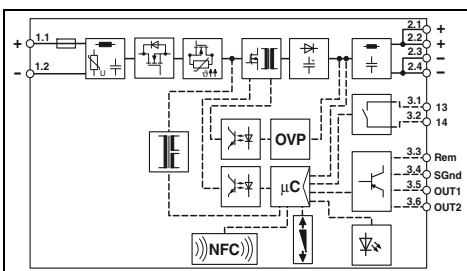 2.1 +
+ 1.1 2.2 +
2.3 −
− 1.2 2.4 −
U
ϑ
3.1 13
3.2 14
OVP
3.3 Rem
3.4 SGnd
µC 3.5 OUT1
3.6 OUT2
NFC